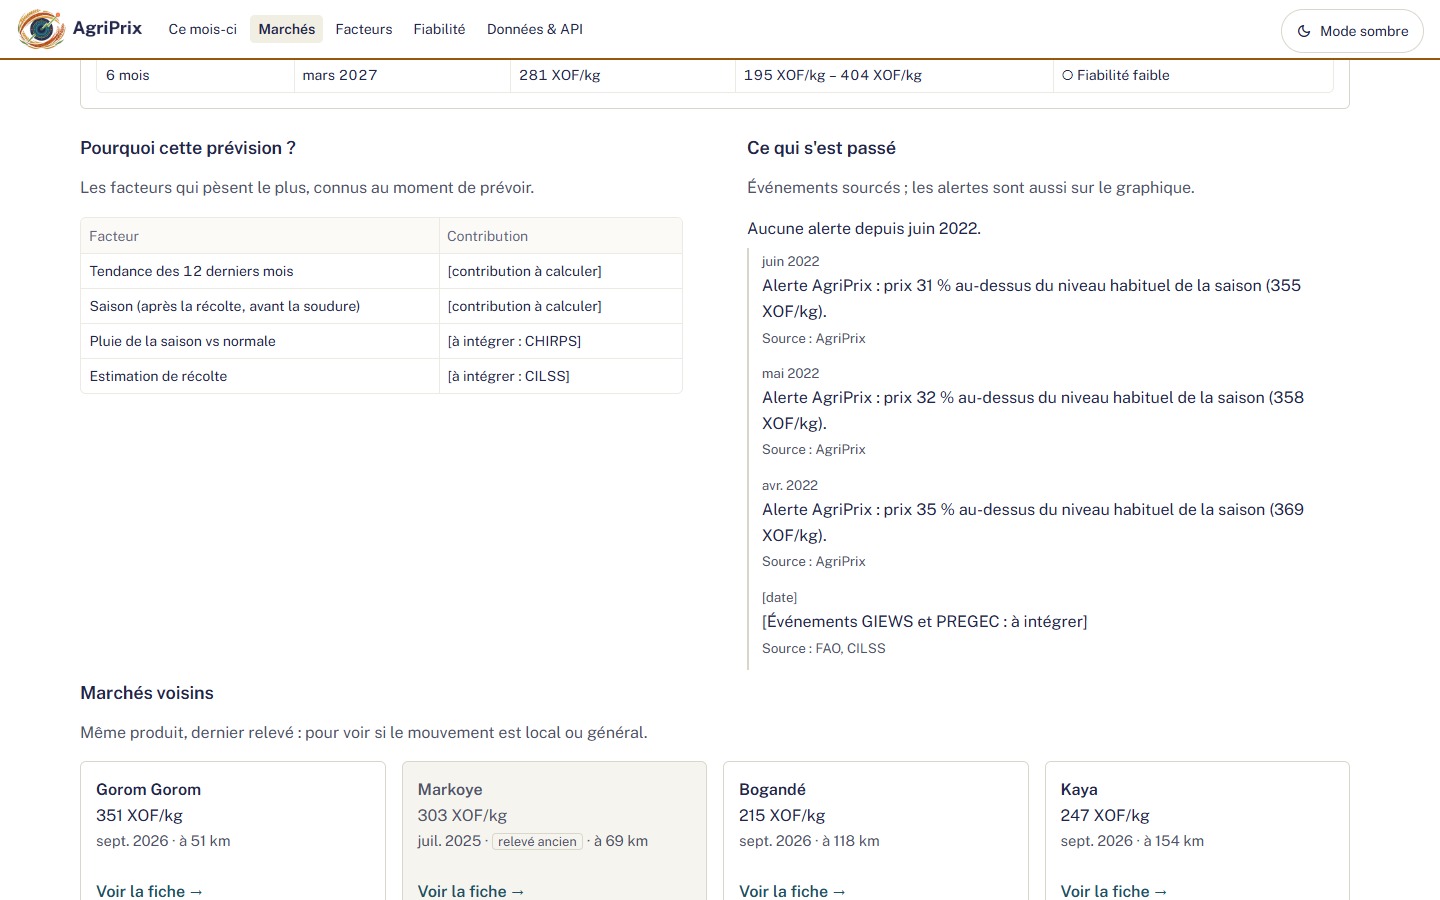 AgriPrix
Ce mois-ci
Marchés
Facteurs
Fiabilité
Données & API
Mode sombre
6 mois
mars 2027
281 XOF/kg
195 XOF/kg – 404 XOF/kg
Fiabilité faible
Pourquoi cette prévision ?
Les facteurs qui pèsent le plus, connus au moment de prévoir.
Facteur
Contribution
Tendance des 12 derniers mois
[contribution à calculer]
Saison (après la récolte, avant la soudure)
[contribution à calculer]
Pluie de la saison vs normale
[à intégrer : CHIRPS]
Estimation de récolte
[à intégrer : CILSS]
Ce qui s'est passé
Événements sourcés ; les alertes sont aussi sur le graphique.
Aucune alerte depuis juin 2022.
juin 2022
Alerte AgriPrix : prix 31 % au-dessus du niveau habituel de la saison (355
XOF/kg).
Source : AgriPrix
mai 2022
Alerte AgriPrix : prix 32 % au-dessus du niveau habituel de la saison (358
XOF/kg).
Source : AgriPrix
avr. 2022
Alerte AgriPrix : prix 35 % au-dessus du niveau habituel de la saison (369
XOF/kg).
Source : AgriPrix
[date]
[Événements GIEWS et PREGEC : à intégrer]
Source : FAO, CILSS
Marchés voisins
Même produit, dernier relevé : pour voir si le mouvement est local ou général.
Gorom Gorom
351 XOF/kg
sept. 2026 · à 51 km
Voir la fiche →
Markoye
303 XOF/kg
juil. 2025 · relevé ancien · à 69 km
Voir la fiche →
Bogandé
215 XOF/kg
sept. 2026 · à 118 km
Voir la fiche →
Kaya
247 XOF/kg
sept. 2026 · à 154 km
Voir la fiche →